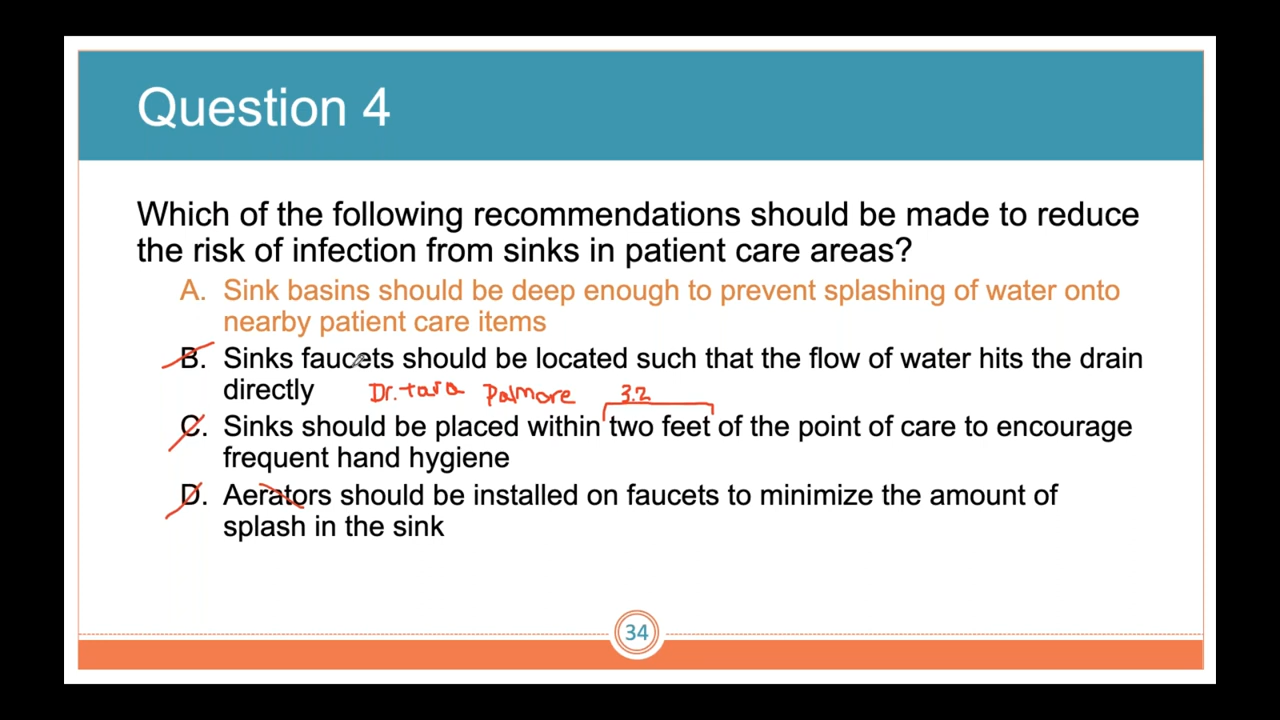 Question 4
Which of the following recommendations should be made to reduce
the risk of infection from sinks in patient care areas?
A. Sink basins should be deep enough to prevent splashing of water onto
nearby patient care items
B. Sinks faucets should be located such that the flow of water hits the drain
directly
Dr. tara Palmore 3.2
C. Sinks should be placed within two feet of the point of care to encourage
frequent hand hygiene
D. Aerators should be installed on faucets to minimize the amount of
splash in the sink
34